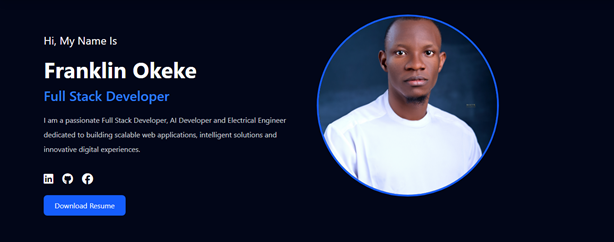 Hi, My Name Is
Franklin Okeke
Full Stack Developer
I am a passionate Full Stack Developer, AI Developer and Electrical Engineer
dedicated to building scalable web applications, intelligent solutions and
innovative digital experiences.
Download Resume